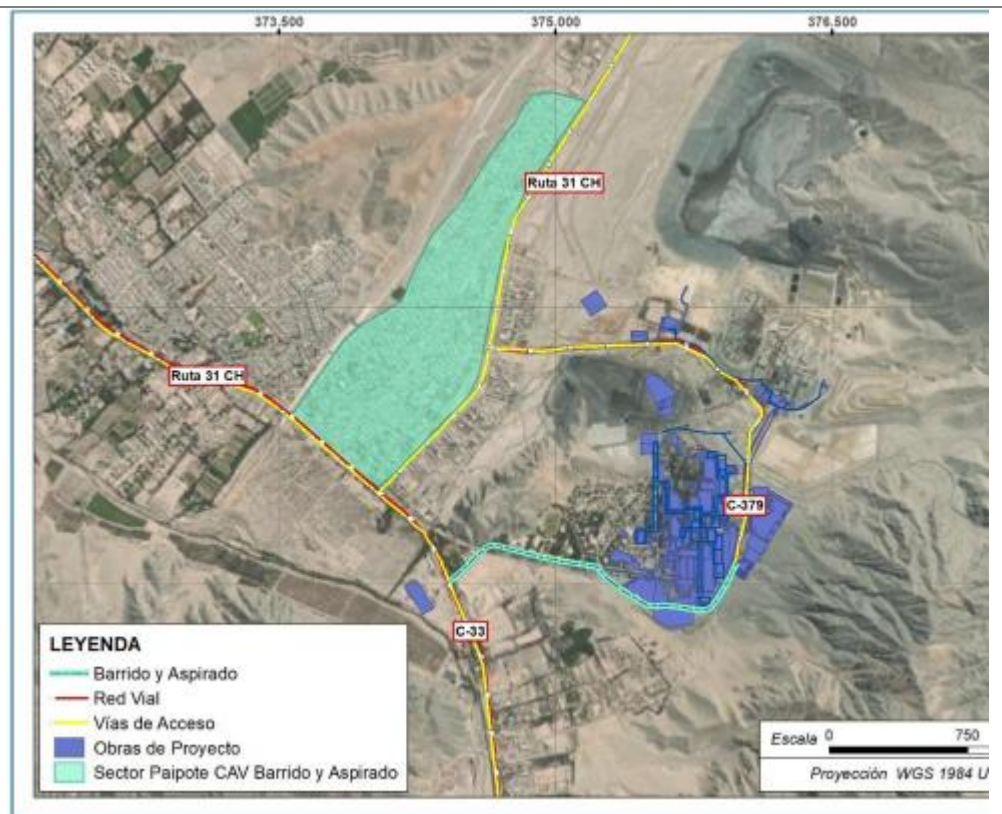 373,500
375,000
376,500
Ruta 31 CH
Ruta 31 CH
C-379
C-33
LEYENDA
Barrido y Aspirado
Red Vial
Vías de Acceso
Obras de Proyecto
Sector Paipote CAV Barrido y Aspirado
Escala 0 750
Proyección WGS 1984 U